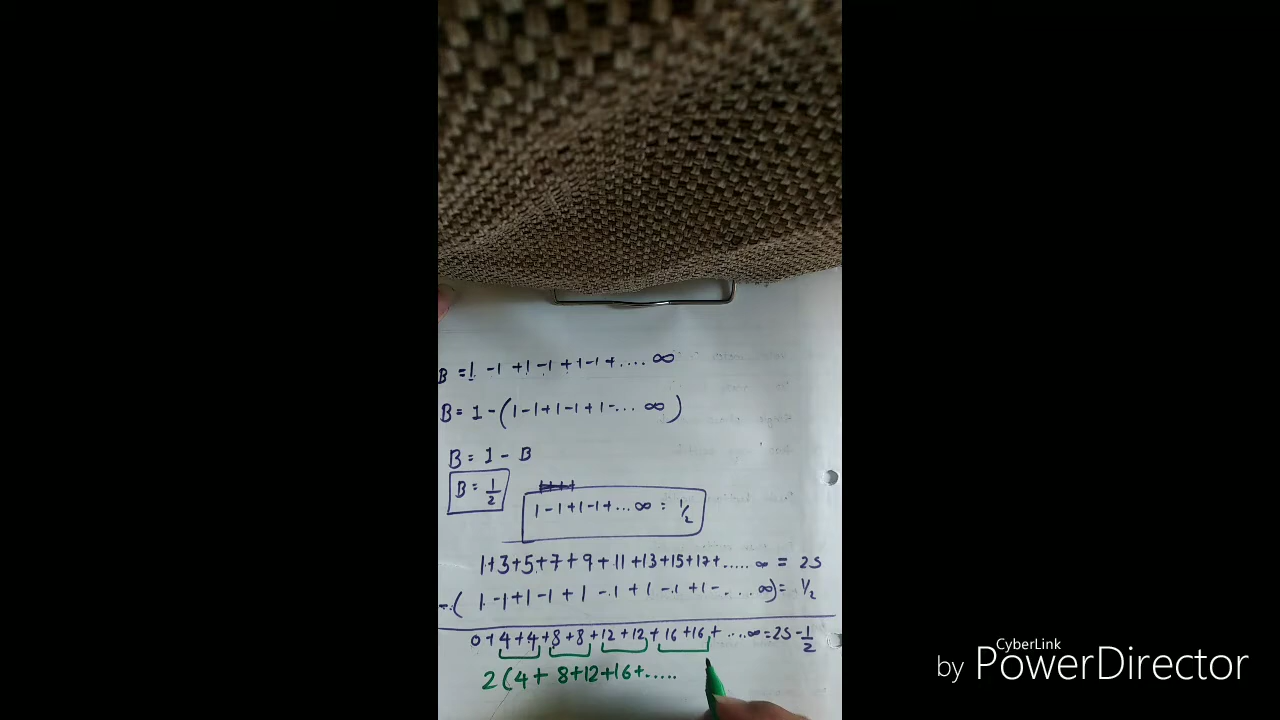 B = 1 - 1 + 1 - 1 + 1 - 1 + .... ∞
B = 1 - (1 - 1 + 1 - 1 + 1 - ... ∞)
B = 1 - B
B = 1/2
1 - 1 + 1 - 1 + ... ∞ = 1/2
1+3+5+7+9+11+13+15+17+..... ∞ = 2S
-( 1 - 1 + 1 - 1 + 1 - 1 + 1 - 1 + 1 - .... ∞) = 1/2
0+4+4+8+8+12+12+16+16+....∞ = 2S - 1/2
2(4+8+12+16+.....
CyberLink
by PowerDirector